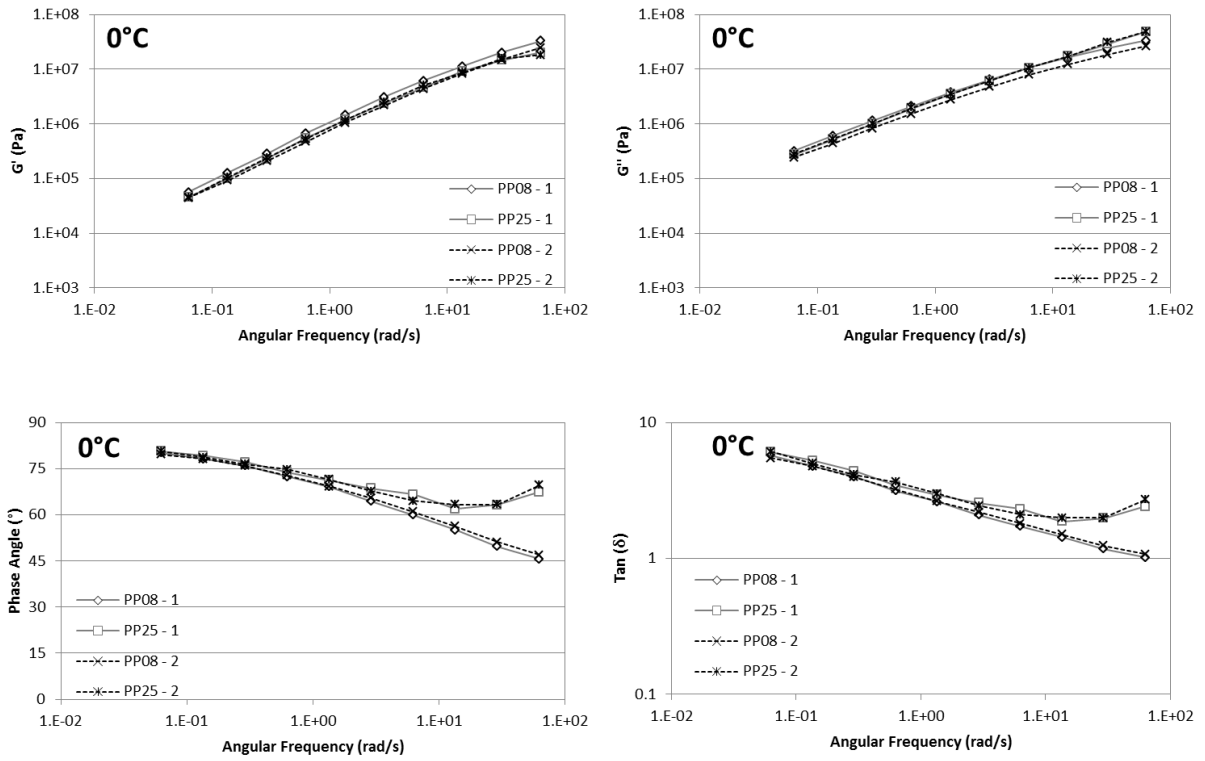 1.E+08
0°C
1.E+07
1.E+06
1.E+05
1.E+04
1.E+03
G' (Pa)
PP08 - 1
PP25 - 1
PP08 - 2
PP25 - 2
1.E-02 1.E-01 1.E+00 1.E+01 1.E+02
Angular Frequency (rad/s)
1.E+08
0°C
1.E+07
1.E+06
1.E+05
1.E+04
1.E+03
G'' (Pa)
PP08 - 1
PP25 - 1
PP08 - 2
PP25 - 2
1.E-02 1.E-01 1.E+00 1.E+01 1.E+02
Angular Frequency (rad/s)
90
0°C
75
60
45
30
15
0
Phase Angle (°)
PP08 - 1
PP25 - 1
PP08 - 2
PP25 - 2
1.E-02 1.E-01 1.E+00 1.E+01 1.E+02
Angular Frequency (rad/s)
10
0°C
1
0.1
Tan (δ)
PP08 - 1
PP25 - 1
PP08 - 2
PP25 - 2
1.E-02 1.E-01 1.E+00 1.E+01 1.E+02
Angular Frequency (rad/s)